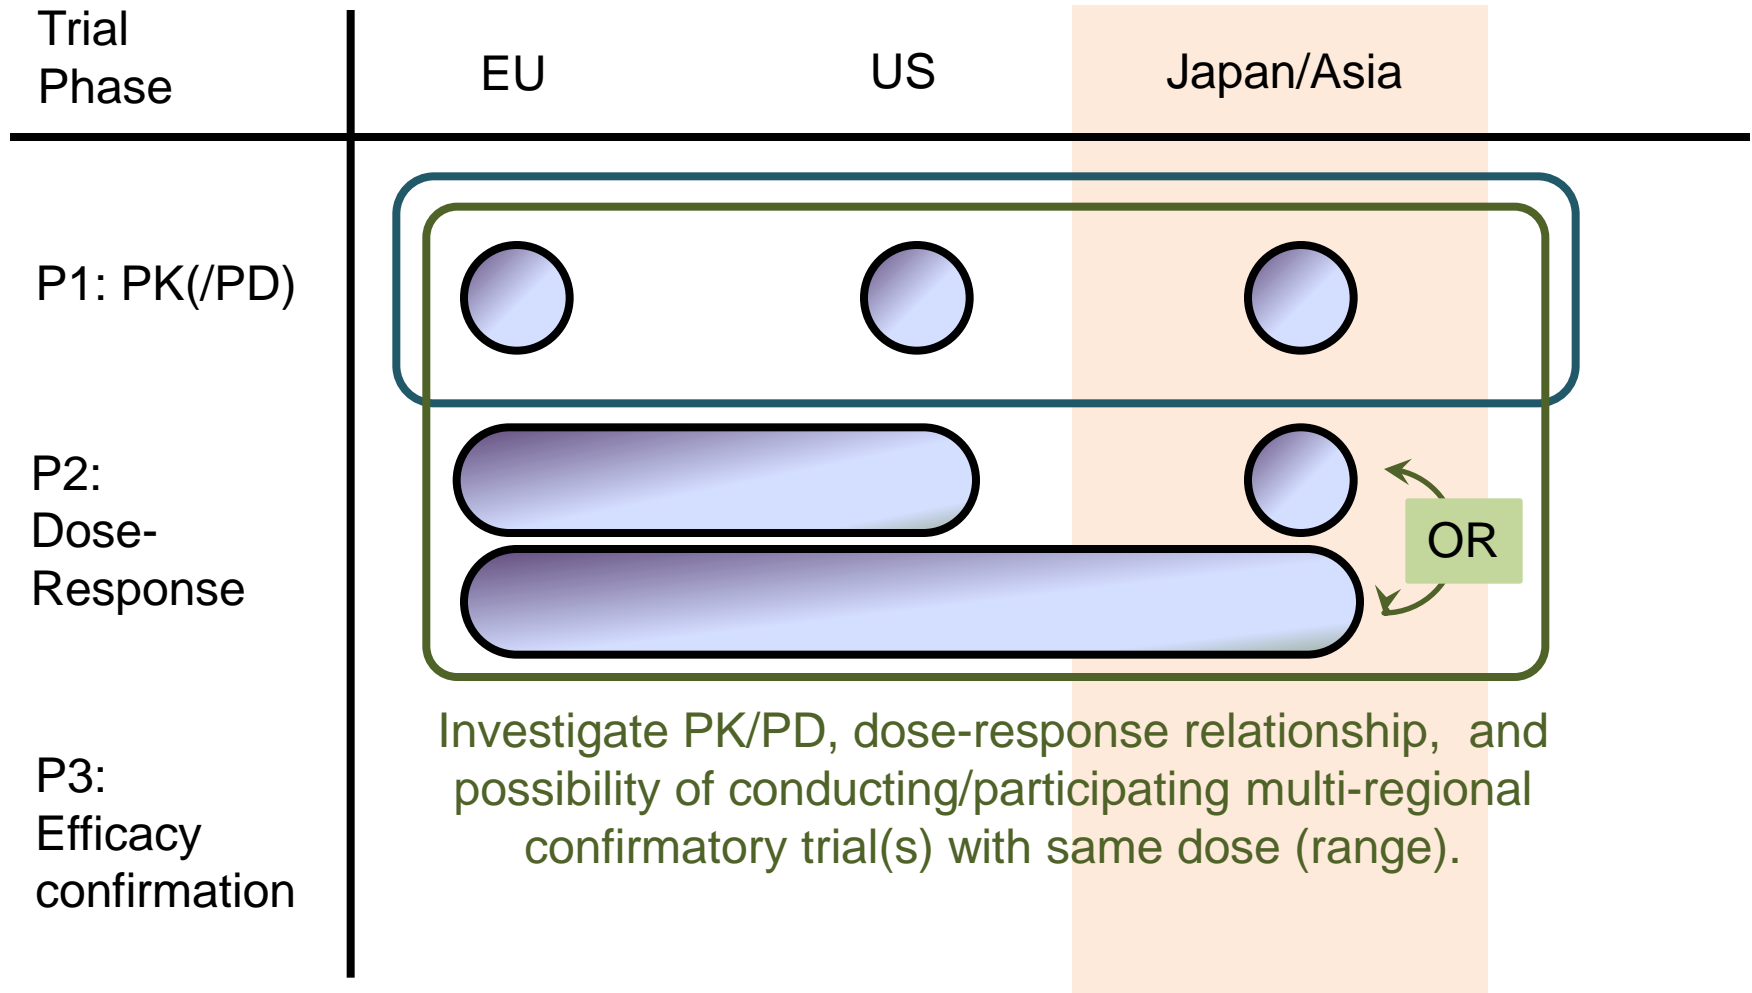 Trial
Phase
EU
US
Japan/Asia
P1: PK(/PD)
P2:
Dose-
Response
OR
Investigate PK/PD, dose-response relationship,  and
possibility of conducting/participating multi-regional
confirmatory trial(s) with same dose (range).
P3:
Efficacy
confirmation